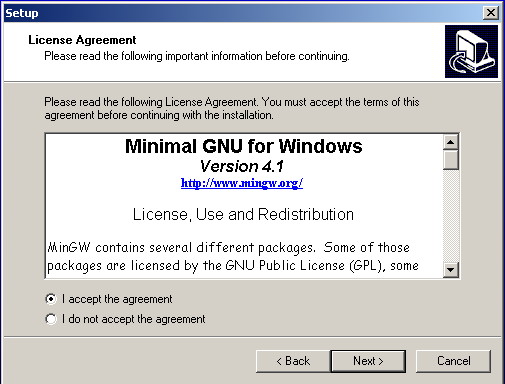 Setup
License Agreement
Please read the following important information before continuing.
Please read the following License Agreement. You must accept the terms of this
agreement before continuing with the installation.
Minimal GNU for Windows
Version 4.1
http://www.mingw.org/
License, Use and Redistribution
MinGW contains several different packages. Some of those
packages are licensed by the GNU Public License (GPL), some
I accept the agreement
I do not accept the agreement
< Back
Next >
Cancel